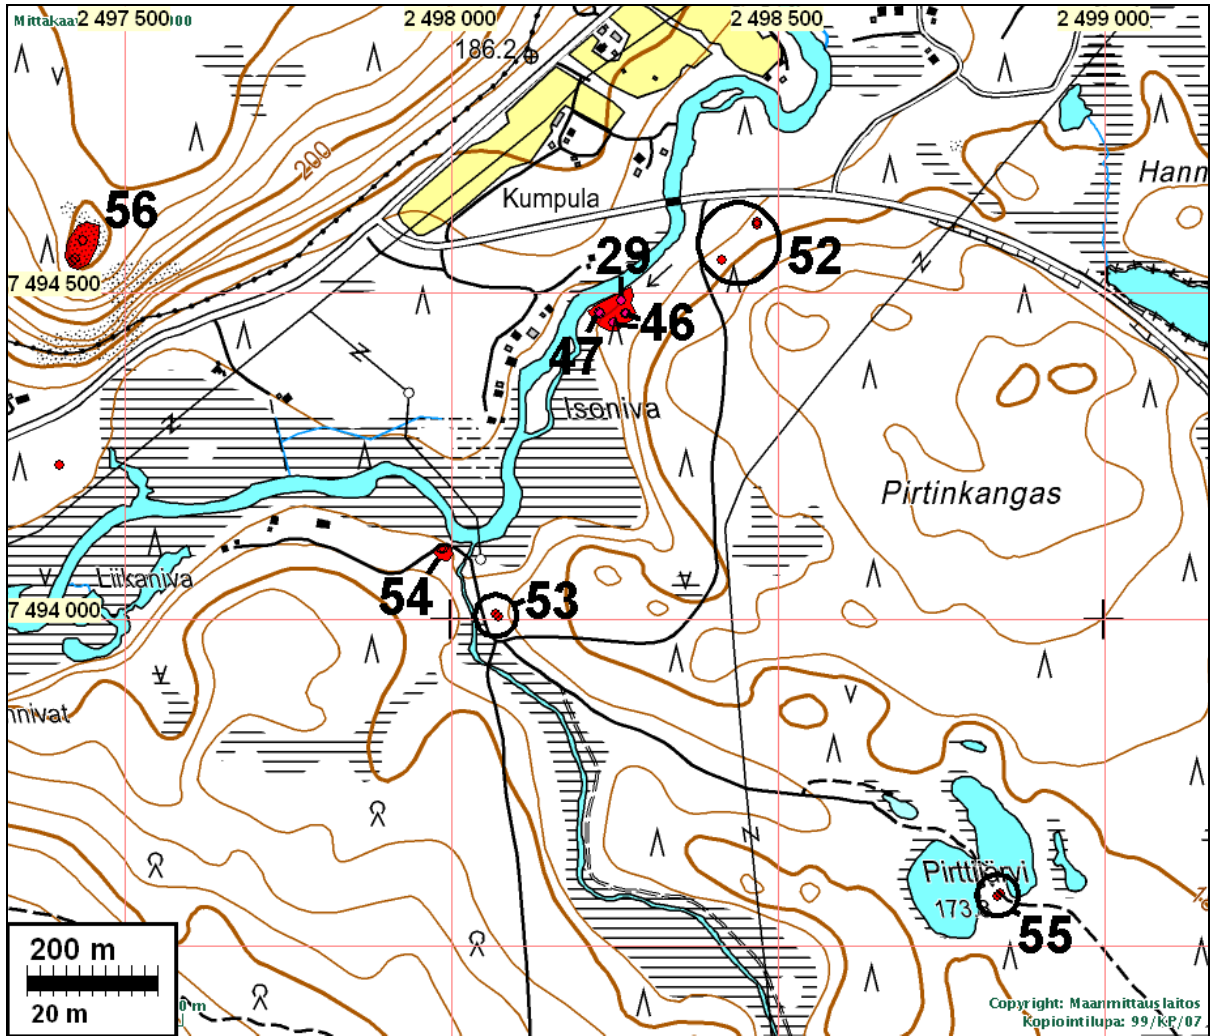 2 497 500
2 498 000
2 498 500
2 499 000
186.2
200
56
Kumpula
Hann
29
52
7 494 500
46
47
Isoniva
Pirtinkangas
Liikaniva
54
53
7 494 000
nnivat
Pirttijärvi
173.
55
200 m
20 m
Copyright: Maanmittauslaitos
Kopiointilupa: 99/KP/07